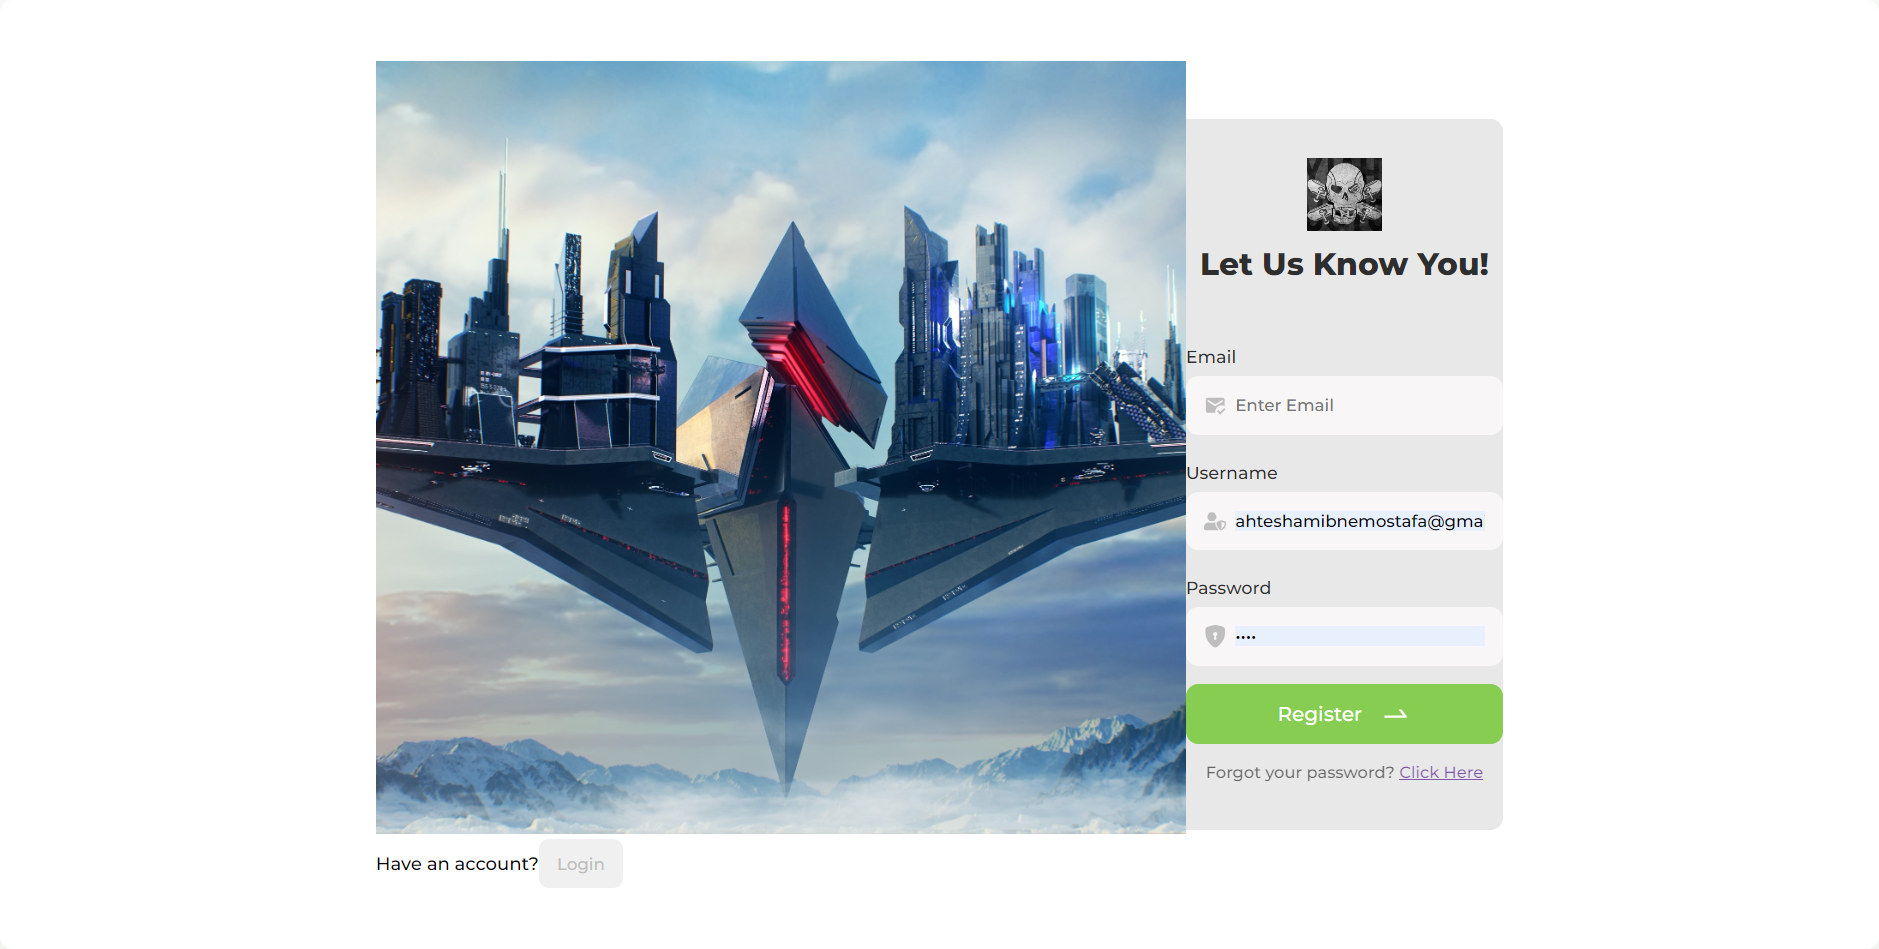 Let Us Know You!
Email
Enter Email
Username
ahteshamibnemostafa@gma
Password
••••
Register
Forgot your password? Click Here
Have an account? Login